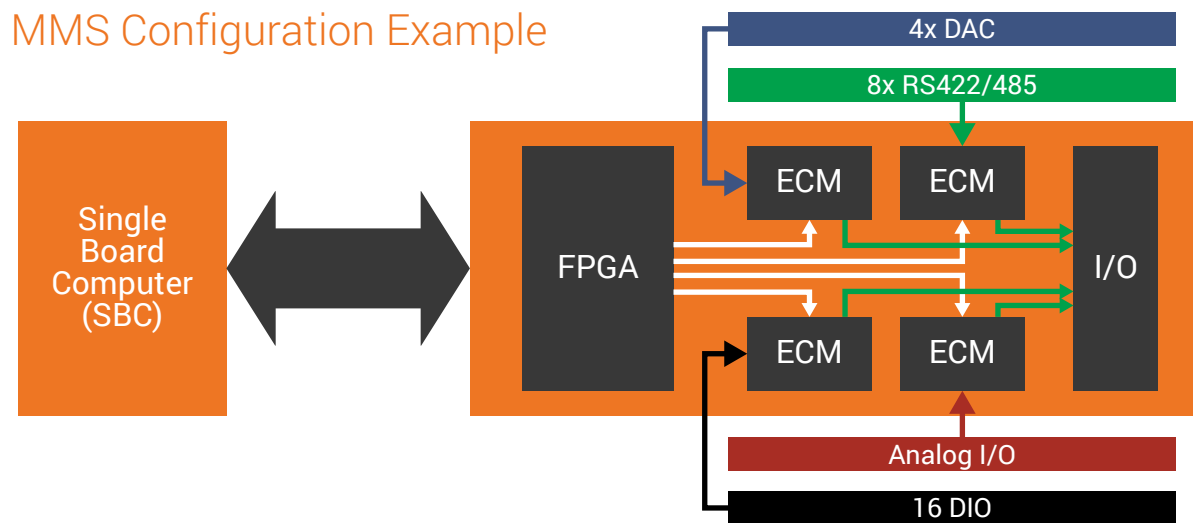 MMS Configuration Example
4x DAC
8x RS422/485
Single
Board
Computer
(SBC)
FPGA
ECM
ECM
ECM
ECM
I/O
Analog I/O
16 DIO